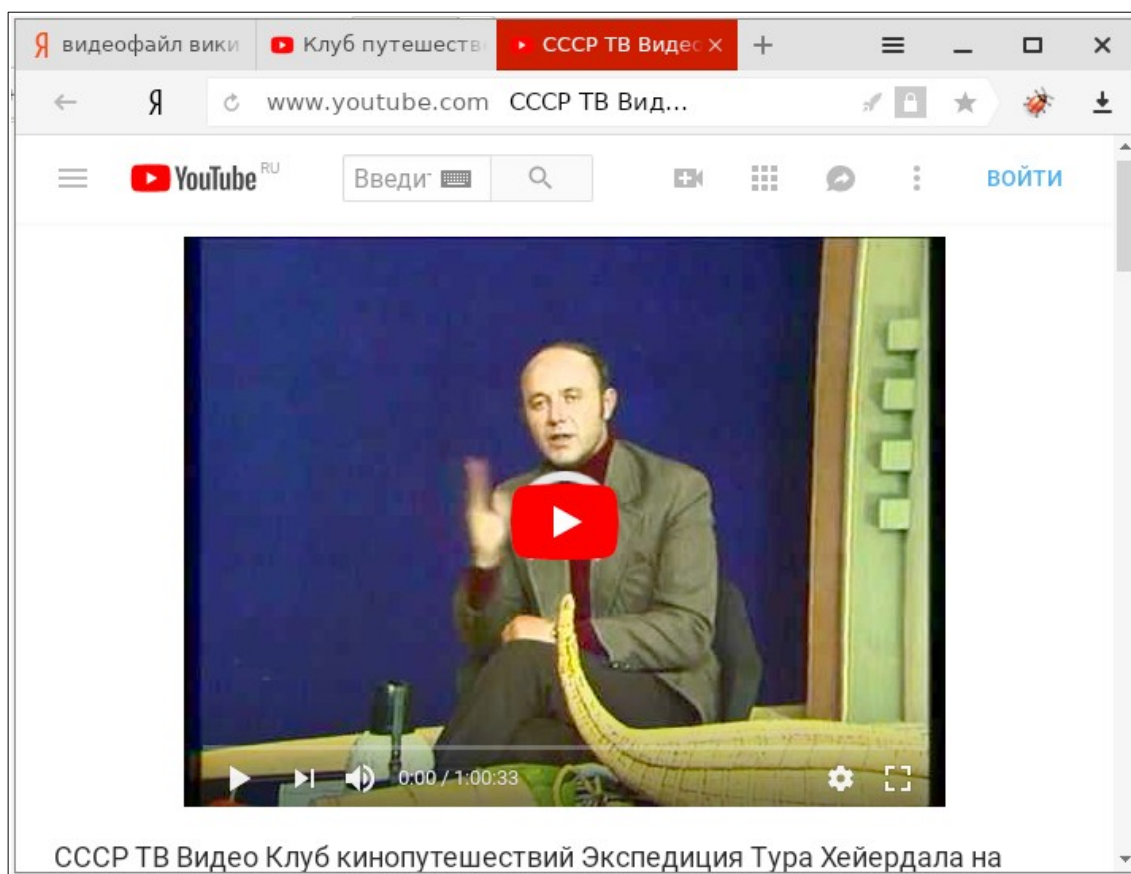 Я видеофайл вики
Клуб путешеств
СССР ТВ Видео
Я
www.youtube.com СССР ТВ Вид...
YouTube RU
Введи
ВОЙТИ
0:00 / 1:00:33
СССР ТВ Видео Клуб кинопутешествий Экспедиция Тура Хейердала на